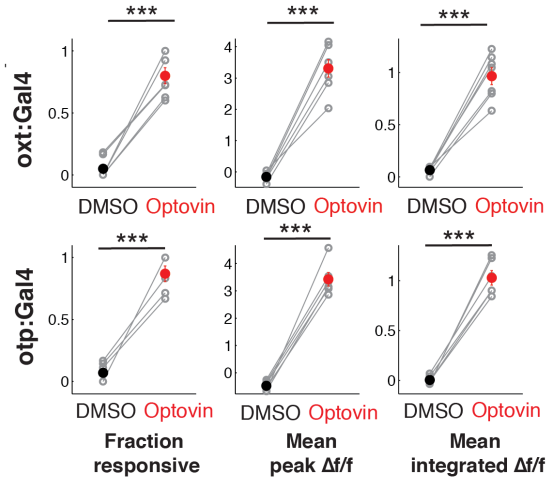 *** *** ***
oxt:Gal4
1 4 1
3
0.5 2 0.5
1
0 0 0
DMSO Optovin DMSO Optovin DMSO Optovin
*** *** ***
otp:Gal4
1 4 1
3
0.5 2 0.5
1
0 0 0
DMSO Optovin DMSO Optovin DMSO Optovin
Fraction Mean Mean
responsive peak Δf/f integrated Δf/f